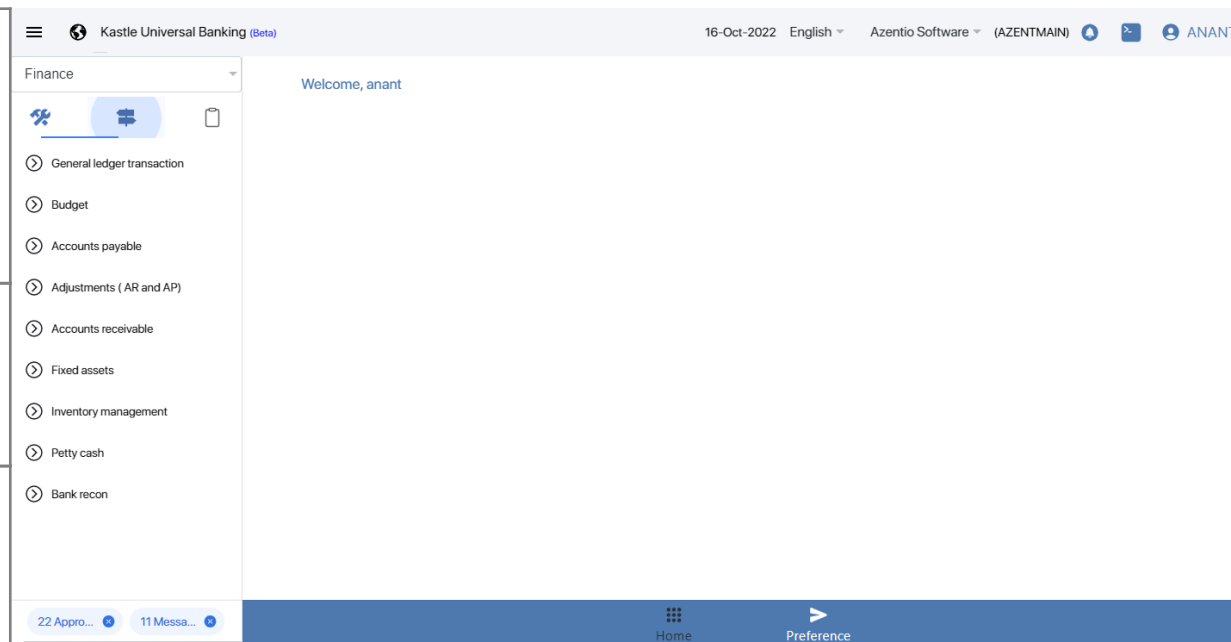 Kastle Universal Banking (Beta)
16-Oct-2022 English Azentio Software (AZENTMAIN) ANANT
Finance
Welcome, anant
General ledger transaction
Budget
Accounts payable
Adjustments ( AR and AP)
Accounts receivable
Fixed assets
Inventory management
Petty cash
Bank recon
22 Appro... 11 Messa...
Home Preference